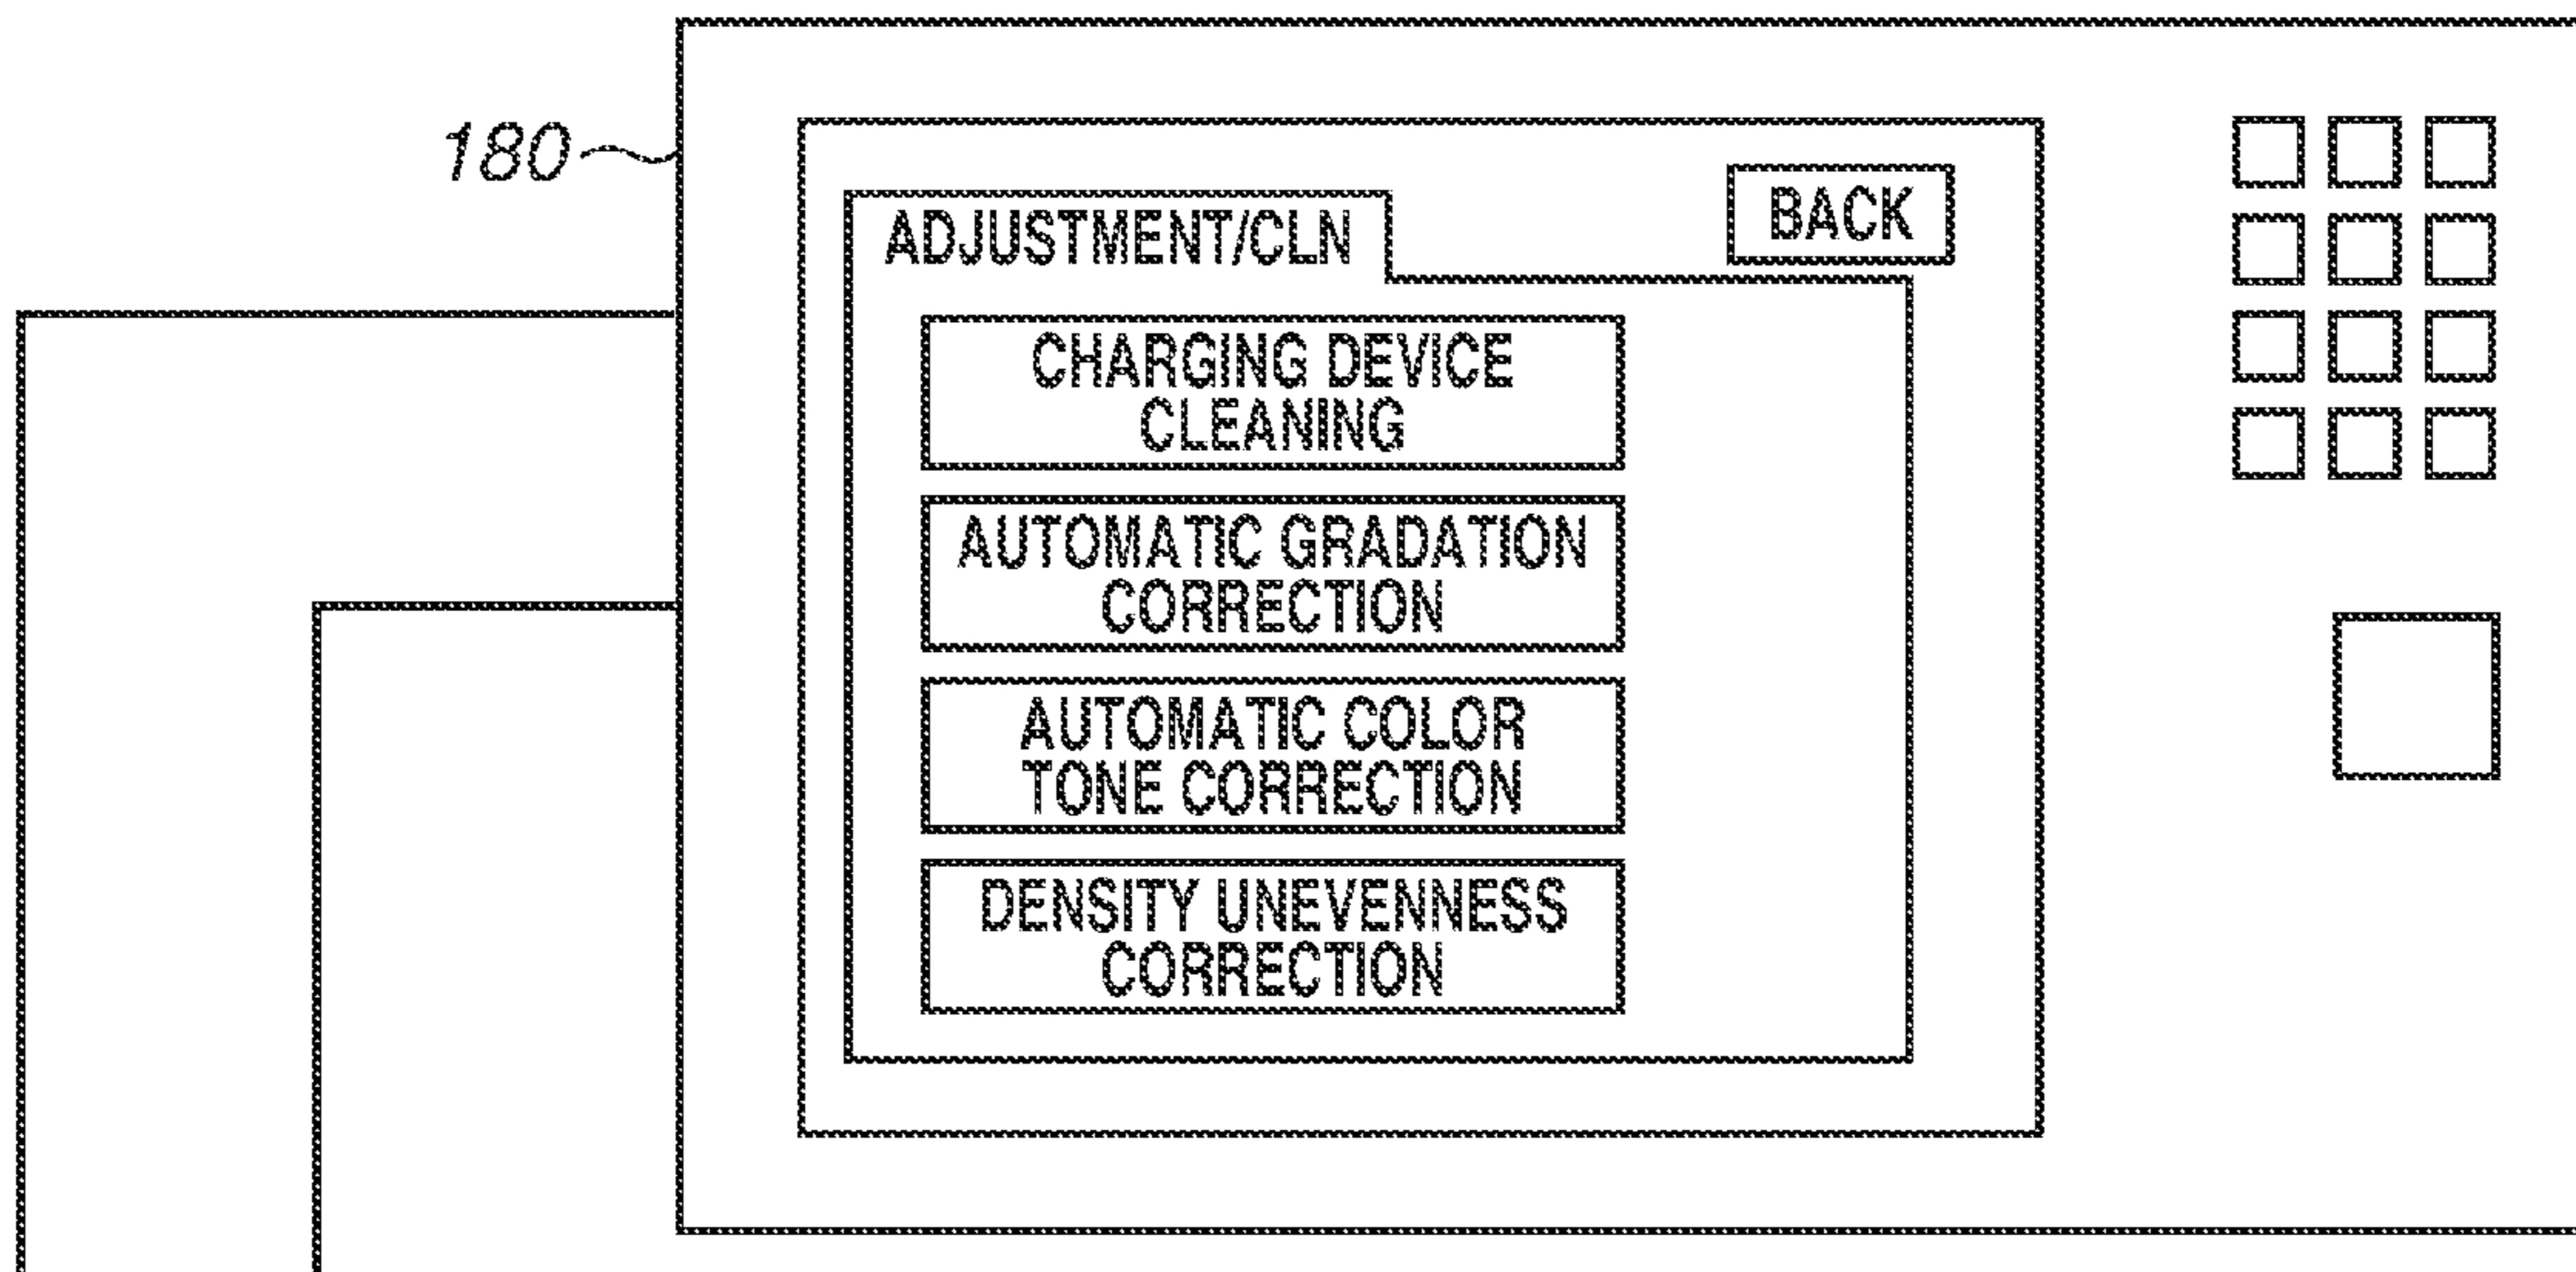 180
BACK
ADJUSTMENT/CLN
CHARGING DEVICE
CLEANING
AUTOMATIC GRADATION
CORRECTION
AUTOMATIC COLOR
TONE CORRECTION
DENSITY UNEVENNESS
CORRECTION